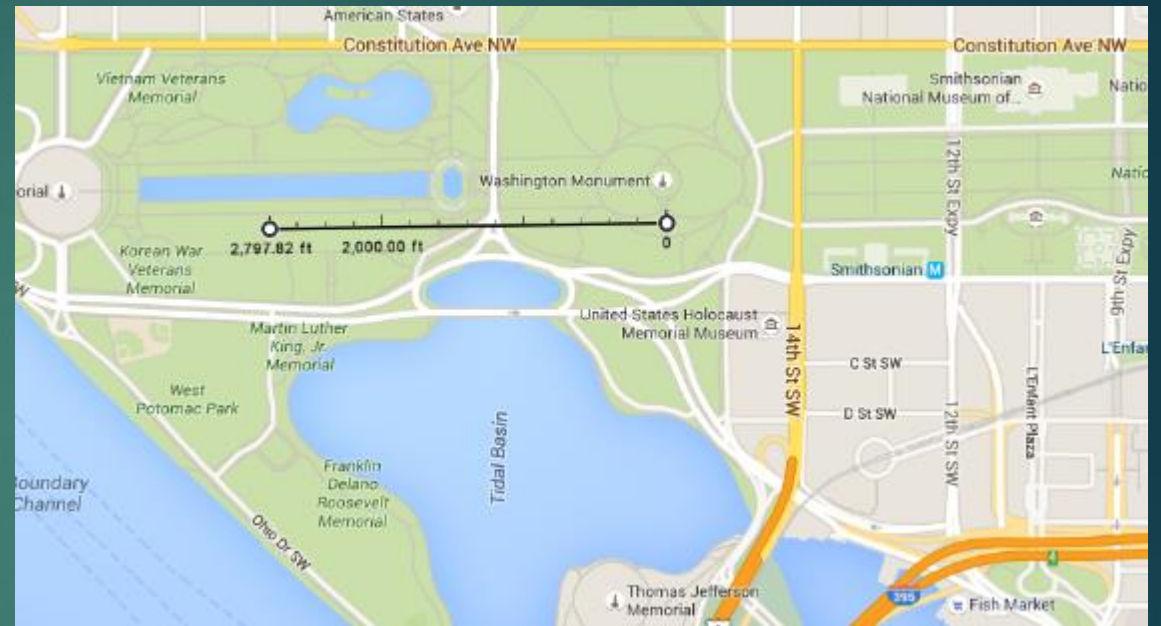 American States
Constitution Ave NW
Constitution Ave NW
Vietnam Veterans
Memorial
Smithsonian
National Museum of...
Natio
12th St Expy
orial
Washington Monument
Natio
2,797.82 ft
2,000.00 ft
0
Korean War
Veterans
Memorial
SW
Smithsonian M
9th St Expy
United States Holocaust
Memorial Museum
14th St SW
Martin Luther
King, Jr.
Memorial
C St SW
L'Enfan
L'Enfant Plaza
West
Potomac Park
D St SW
12th St SW
Tidal Basin
Franklin
Delano
Roosevelt
Memorial
Boundary
Channel
Ohio Dr SW
4
395
Thomas Jefferson
Memorial
Fish Market